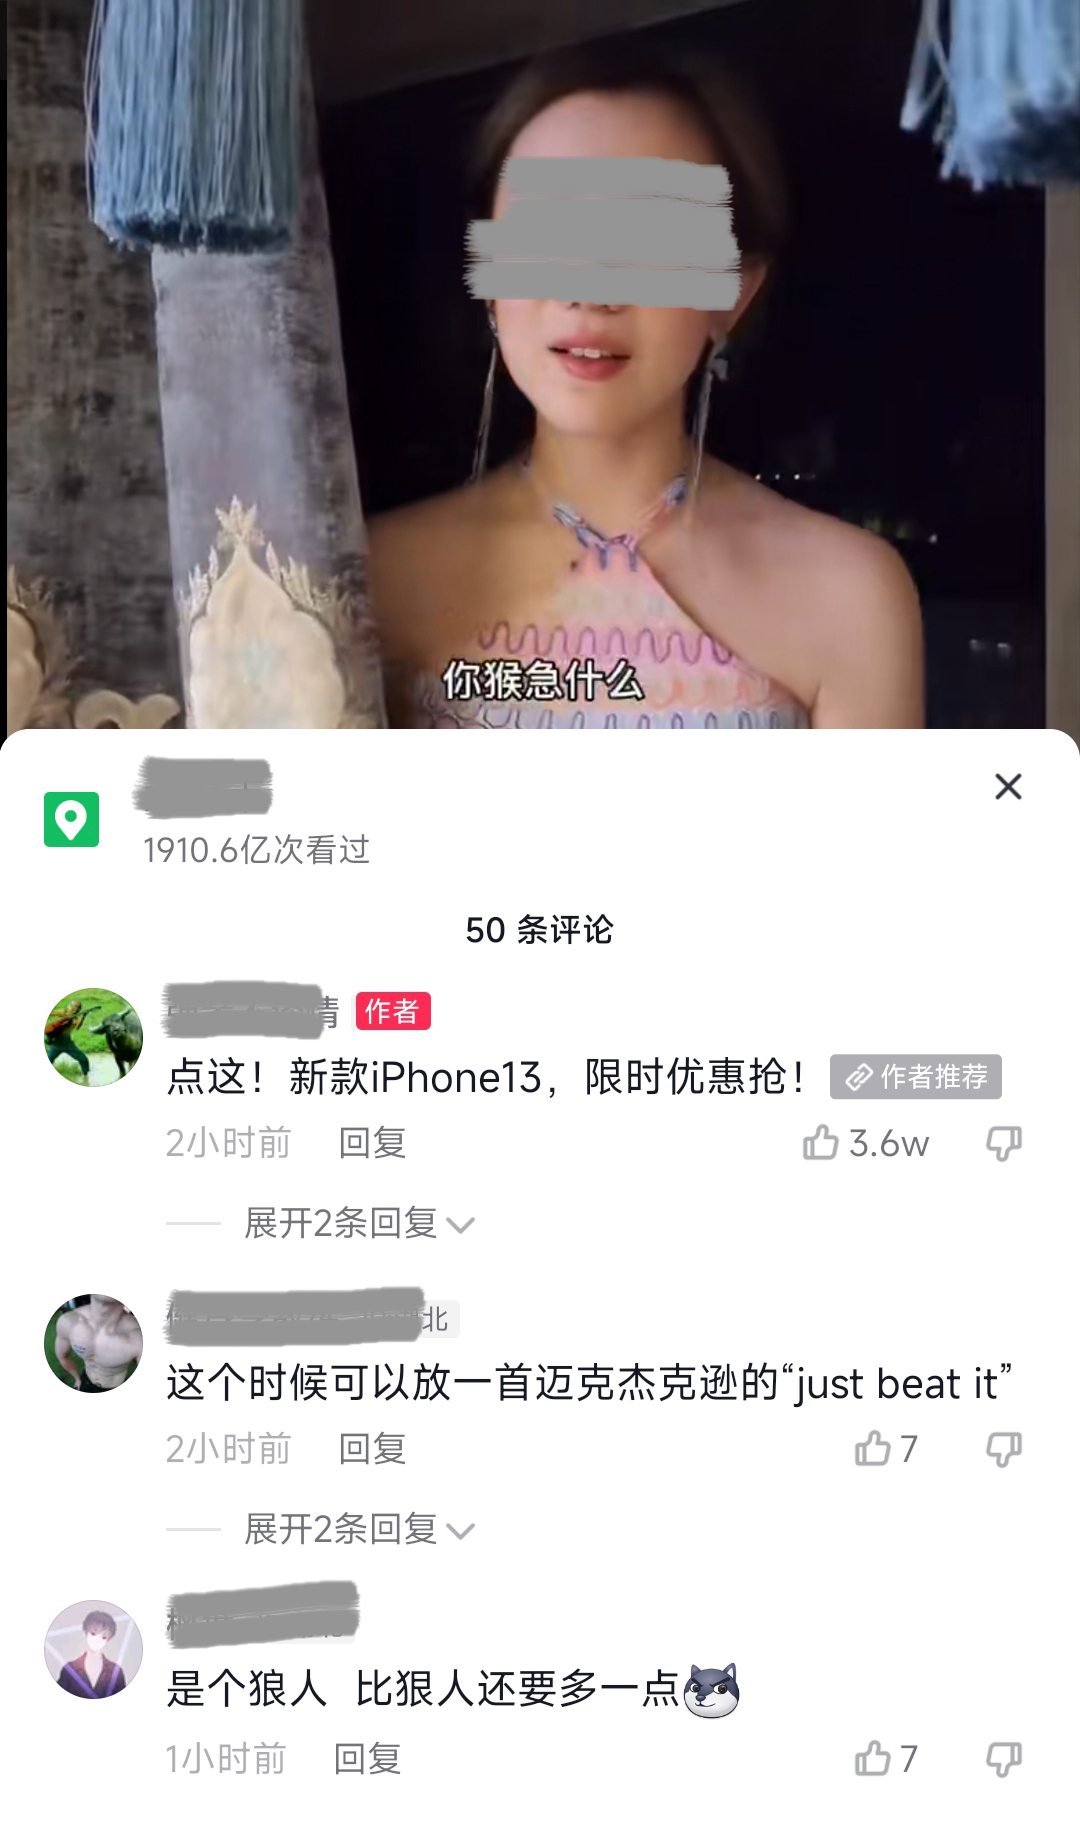 你猴急什么
1910.6亿次看过
50 条评论
情 作者
点这！新款iPhone13，限时优惠抢！ 作者推荐
2小时前 回复 3.6w
展开2条回复
北
这个时候可以放一首迈克杰克逊的“just beat it”
2小时前 回复 7
展开2条回复
是个狼人 比狠人还要多一点
1小时前 回复 7